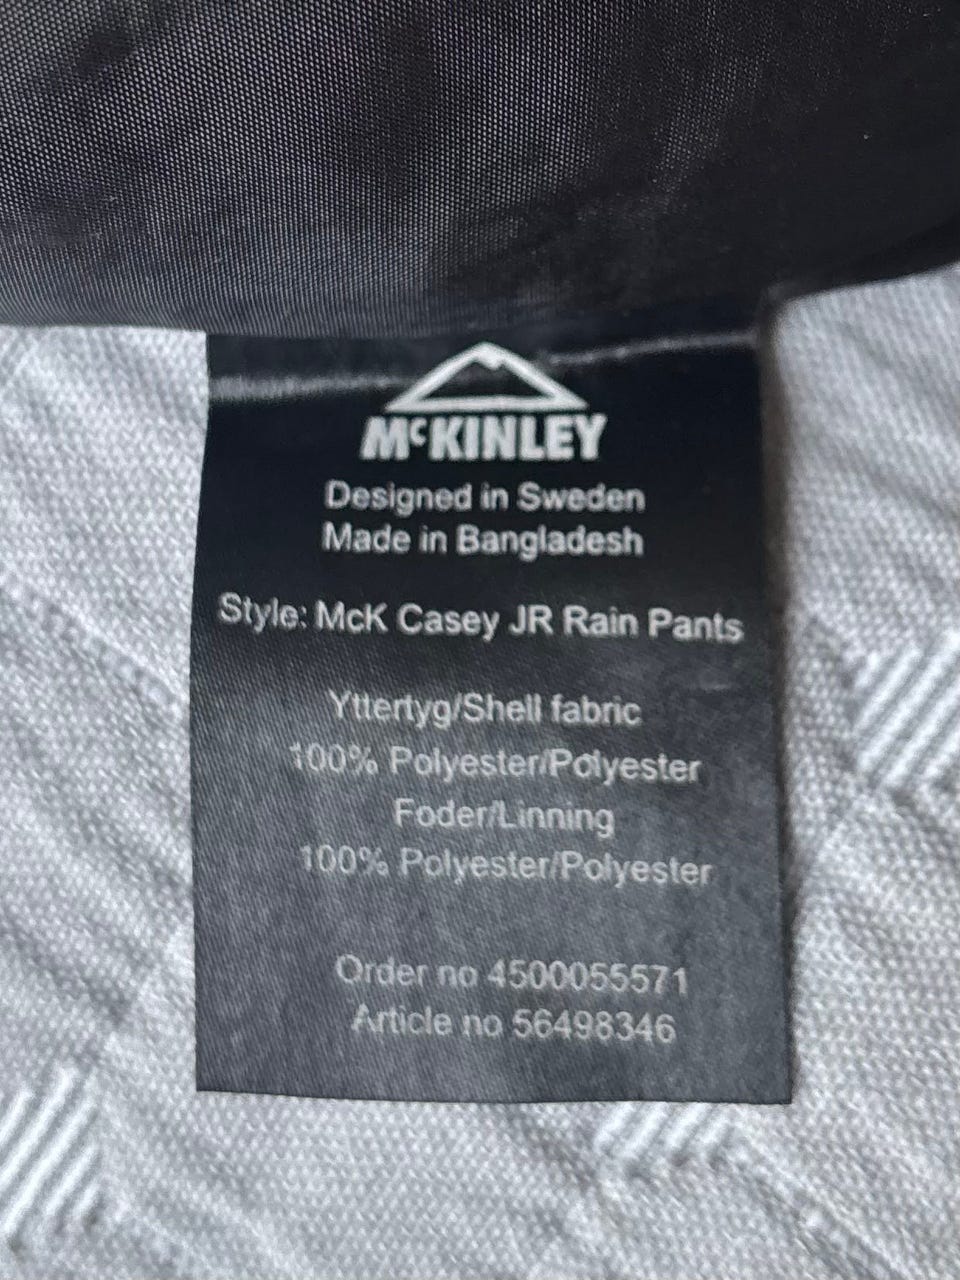 McKINLEY
Designed in Sweden
Made in Bangladesh
Style: McK Casey JR Rain Pants
Yttertyg/Shell fabric
100% Polyester/Polyester
Foder/Linning
100% Polyester/Polyester
Order no 4500055571
Article no 56498346